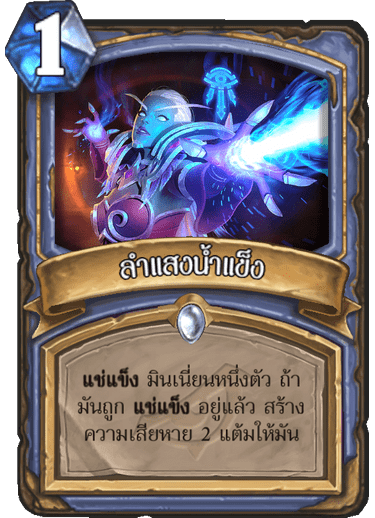 1
ลำแสงน้ำแข็ง
แช่แข็ง มินเนี่ยนหนึ่งตัว ถ้า
มันถูก แช่แข็ง อยู่แล้ว สร้าง
ความเสียหาย 2 แต้มให้มัน